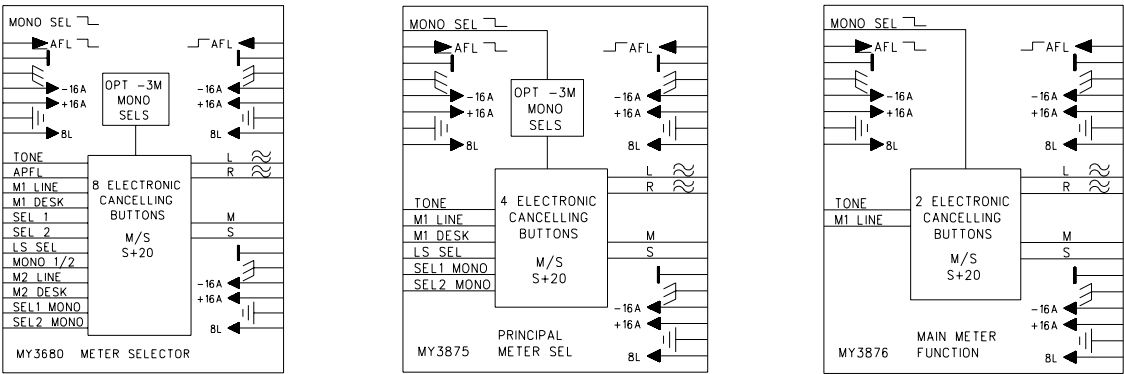 MONO SEL
AFL
AFL
-16A
+16A
8L
-16A
+16A
8L
OPT -3M
MONO
SELS
TONE
APFL
M1 LINE
M1 DESK
SEL 1
SEL 2
LS SEL
MONO 1/2
M2 LINE
M2 DESK
SEL1 MONO
SEL2 MONO
8 ELECTRONIC
CANCELLING
BUTTONS
M/S
S+20
L
R
M
S
-16A
+16A
8L
MY3680 METER SELECTOR
MONO SEL
AFL
AFL
-16A
+16A
8L
-16A
+16A
8L
OPT -3M
MONO
SELS
TONE
M1 LINE
M1 DESK
LS SEL
SEL1 MONO
SEL2 MONO
4 ELECTRONIC
CANCELLING
BUTTONS
M/S
S+20
L
R
M
S
-16A
+16A
8L
MY3875
PRINCIPAL
METER SEL
MONO SEL
AFL
AFL
-16A
+16A
8L
-16A
+16A
8L
TONE
M1 LINE
2 ELECTRONIC
CANCELLING
BUTTONS
M/S
S+20
L
R
M
S
-16A
+16A
8L
MY3876
MAIN METER
FUNCTION